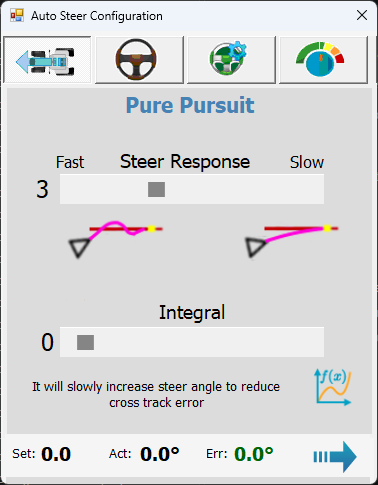 Auto Steer Configuration
Pure Pursuit
Fast Steer Response Slow
3
Integral
0
It will slowly increase steer angle to reduce
cross track error
f(x)
Set: 0.0 Act: 0.0° Err: 0.0°